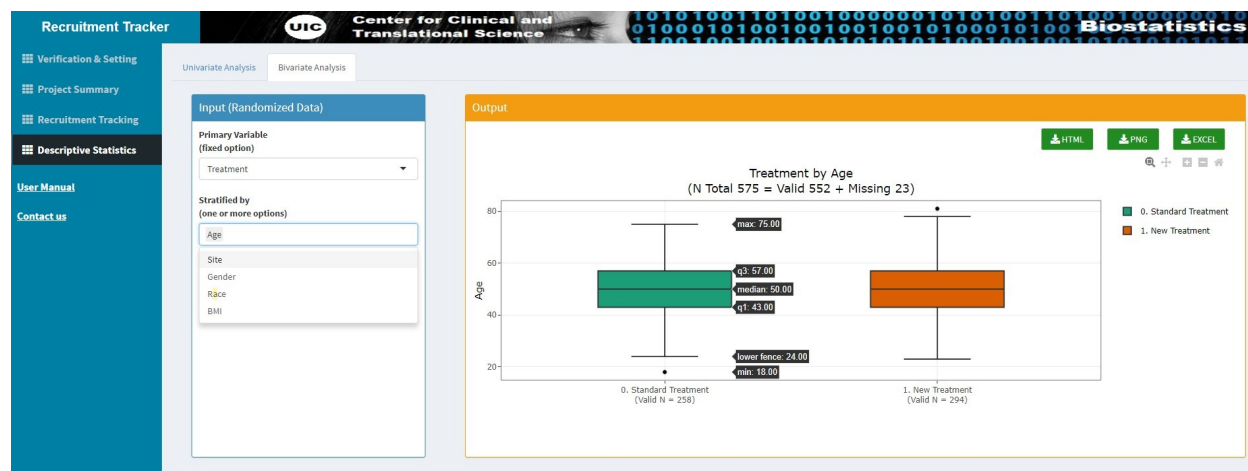 Recruitment Tracker
UIC
Center for Clinical and
Translational Science
Biostatistics
Verification & Setting
Project Summary
Recruitment Tracking
Descriptive Statistics
User Manual
Contact us
Univariate Analysis
Bivariate Analysis
Input (Randomized Data)
Primary Variable
(fixed option)
Treatment
Stratified by
(one or more options)
Age
Site
Gender
Race
BMI
Output
HTML
PNG
EXCEL
Treatment by Age
(N Total 575 = Valid 552 + Missing 23)
0. Standard Treatment
1. New Treatment
Age
80
60
40
20
max: 75.00
q3: 57.00
median: 50.00
q1: 43.00
lower fence: 24.00
min: 18.00
0. Standard Treatment
(Valid N = 258)
1. New Treatment
(Valid N = 294)